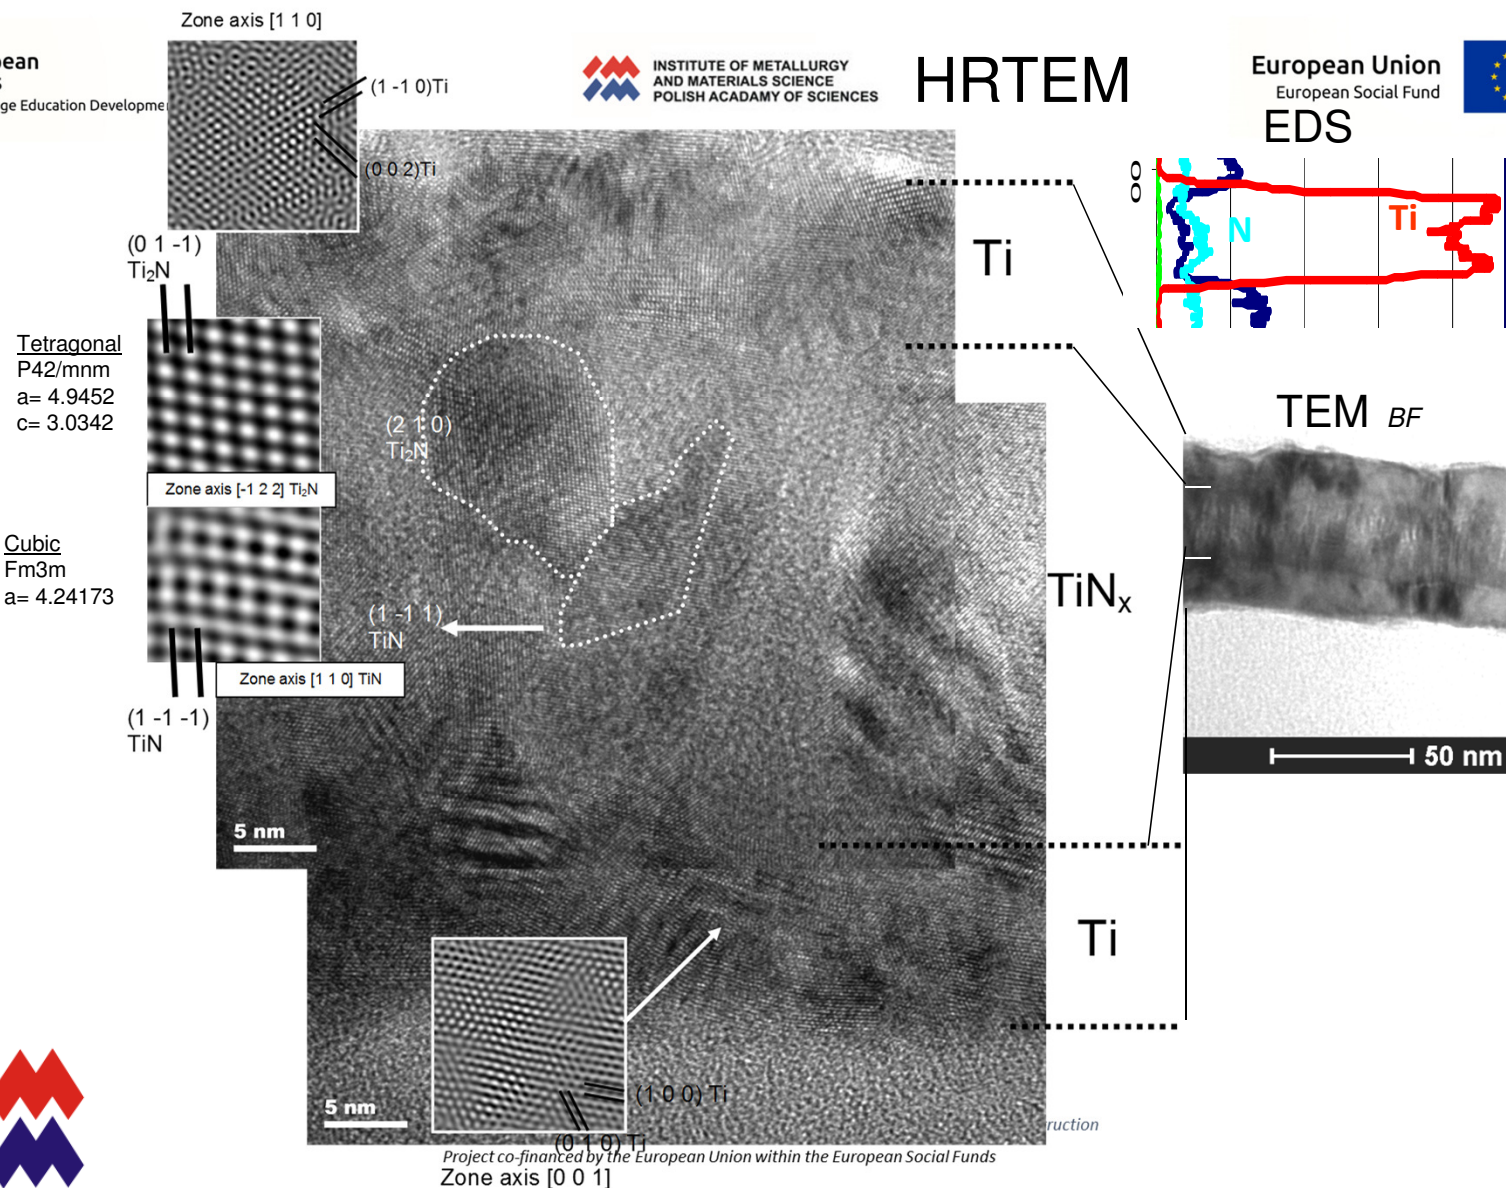 Zone axis [1 1 0]
ean
ge Education Developme
(1 -1 0)Ti
(0 0 2)Ti
INSTITUTE OF METALLURGY
AND MATERIALS SCIENCE
POLISH ACADAMY OF SCIENCES
HRTEM
European Union
European Social Fund
EDS
N
Ti
(0 1 -1)
Ti₂N
Tetragonal
P42/mnm
a= 4.9452
c= 3.0342
Zone axis [-1 2 2] Ti₂N
Cubic
Fm3m
a= 4.24173
Zone axis [1 1 0] TiN
(1 -1 -1)
TiN
(2 1 0)
Ti₂N
(1 -1 1)
TiN
Ti
TiNₓ
Ti
TEM BF
50 nm
5 nm
5 nm
(1 0 0) Ti
(0 1 0) Ti
ruction
Project co-financed by the European Union within the European Social Funds
Zone axis [0 0 1]